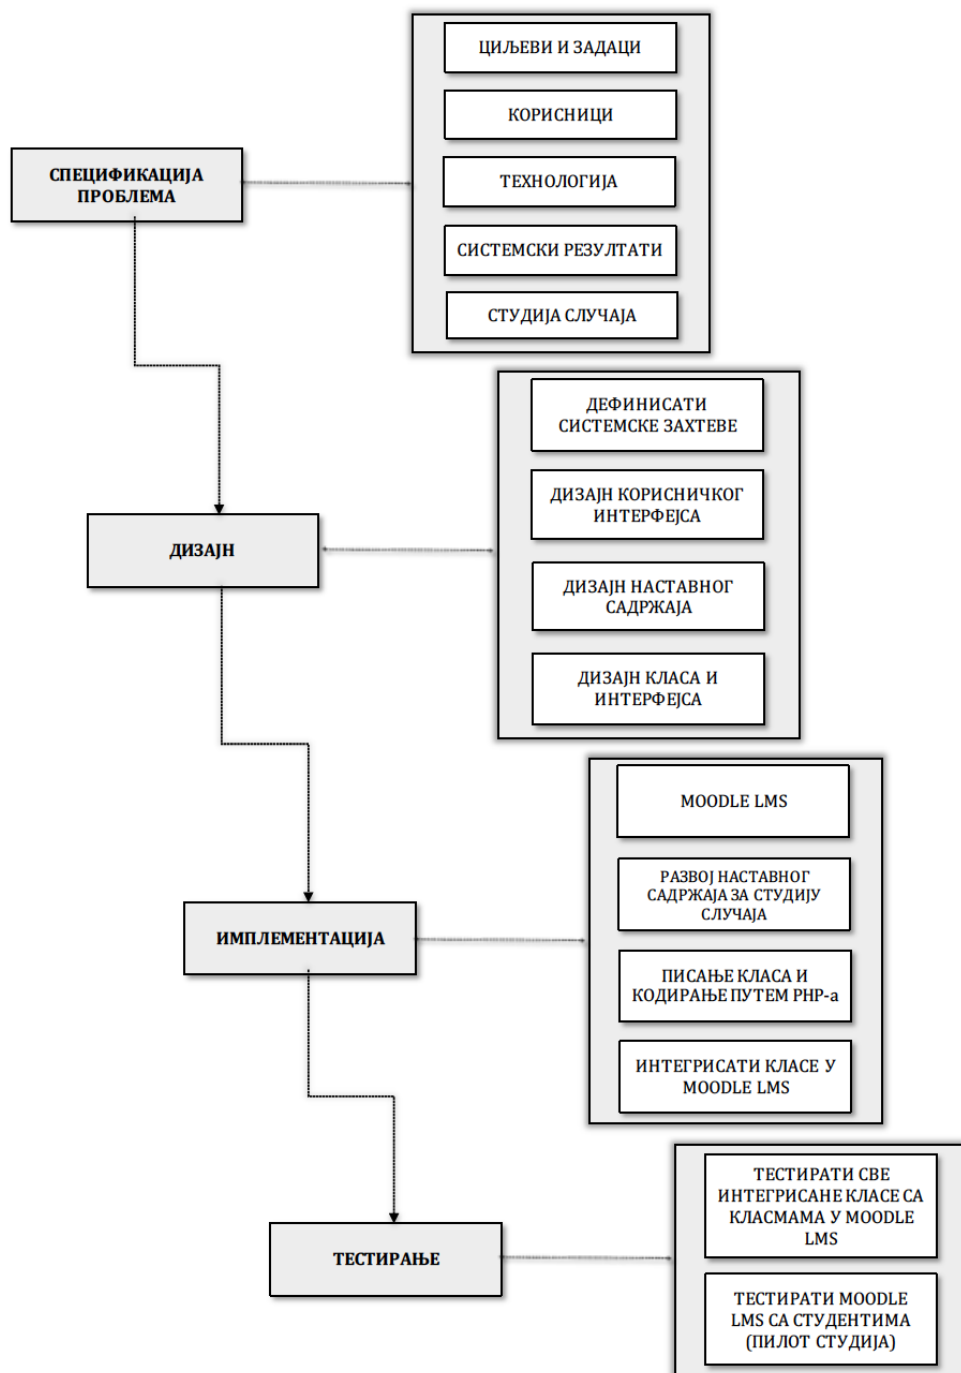 ЦИЉЕВИ И ЗАДАЦИ
КОРИСНИЦИ
ТЕХНОЛОГИЈА
СИСТЕМСКИ РЕЗУЛТАТИ
СТУДИЈА СЛУЧАЈА
СПЕЦИФИКАЦИЈА
ПРОБЛЕМА
ДЕФИНИСАТИ
СИСТЕМСКЕ ЗАХТЕВЕ
ДИЗАЈН КОРИСНИЧКОГ
ИНТЕРФЕЈСА
ДИЗАЈН НАСТАВНОГ
САДРЖАЈА
ДИЗАЈН КЛАСА И
ИНТЕРФЕЈСА
ДИЗАЈН
MOODLE LMS
РАЗВОЈ НАСТАВНОГ
САДРЖАЈА ЗА СТУДИЈУ
СЛУЧАЈА
ПИСАЊЕ КЛАСА И
КОДИРАЊЕ ПУТЕМ PHP-а
ИНТЕГРИСАТИ КЛАСЕ У
MOODLE LMS
ИМПЛЕМЕНТАЦИЈА
ТЕСТИРАТИ СВЕ
ИНТЕГРИСАНЕ КЛАСЕ СА
КЛАСМАМА У MOODLE
LMS
ТЕСТИРАТИ MOODLE
LMS СА СТУДЕНТИМА
(ПИЛОТ СТУДИЈА)
ТЕСТИРАЊЕ